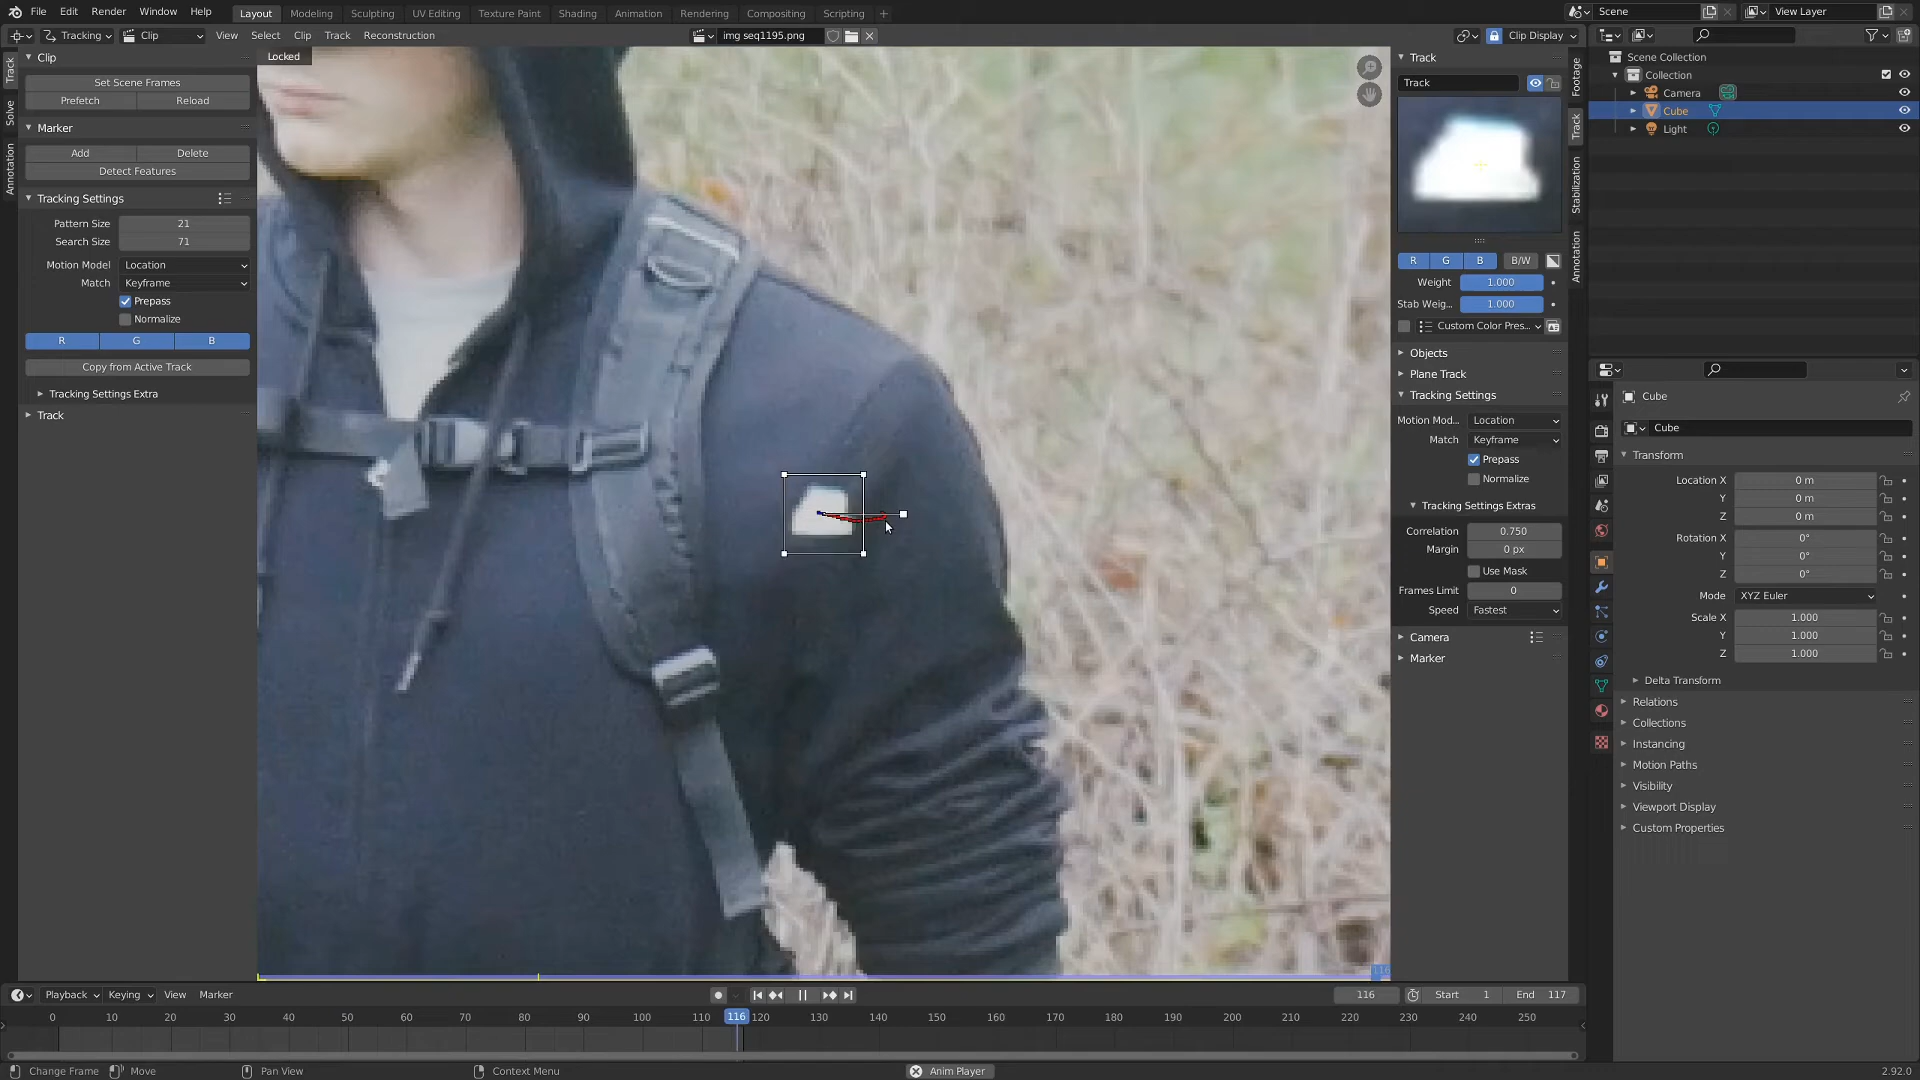 File Edit Render Window Help Layout Modeling Sculpting UV Editing Texture Paint Shading Animation Rendering Compositing Scripting + Scene View Layer
Tracking Clip View Select Clip Track Reconstruction img seq1195.png Clip Display
Locked
Clip
Set Scene Frames
Prefetch Reload
Marker
Add Delete
Detect Features
Tracking Settings
Pattern Size 21
Search Size 71
Motion Model Location
Match Keyframe
Prepass
Normalize
R G B
Copy from Active Track
Tracking Settings Extra
Track
Track
Solve
Annotation
Track
Track
R G B B/W
Weight 1.000
Stab Weig... 1.000
Custom Color Pres...
Objects
Plane Track
Tracking Settings
Motion Mod... Location
Match Keyframe
Prepass
Normalize
Tracking Settings Extras
Correlation 0.750
Margin 0 px
Use Mask
Frames Limit 0
Speed Fastest
Camera
Marker
Footage
Track
Stabilization
Annotation
Scene Collection
Collection
Camera
Cube
Light
Cube
Cube
Transform
Location X 0 m
Y 0 m
Z 0 m
Rotation X 0°
Y 0°
Z 0°
Mode XYZ Euler
Scale X 1.000
Y 1.000
Z 1.000
Delta Transform
Relations
Collections
Instancing
Motion Paths
Visibility
Viewport Display
Custom Properties
116
Playback Keying View Marker 116 Start 1 End 117
0 10 20 30 40 50 60 70 80 90 100 116 120 130 140 150 160 170 180 190 200 210 220 230 240 250
Change Frame Move Pan View Context Menu Anim Player 2.92.0